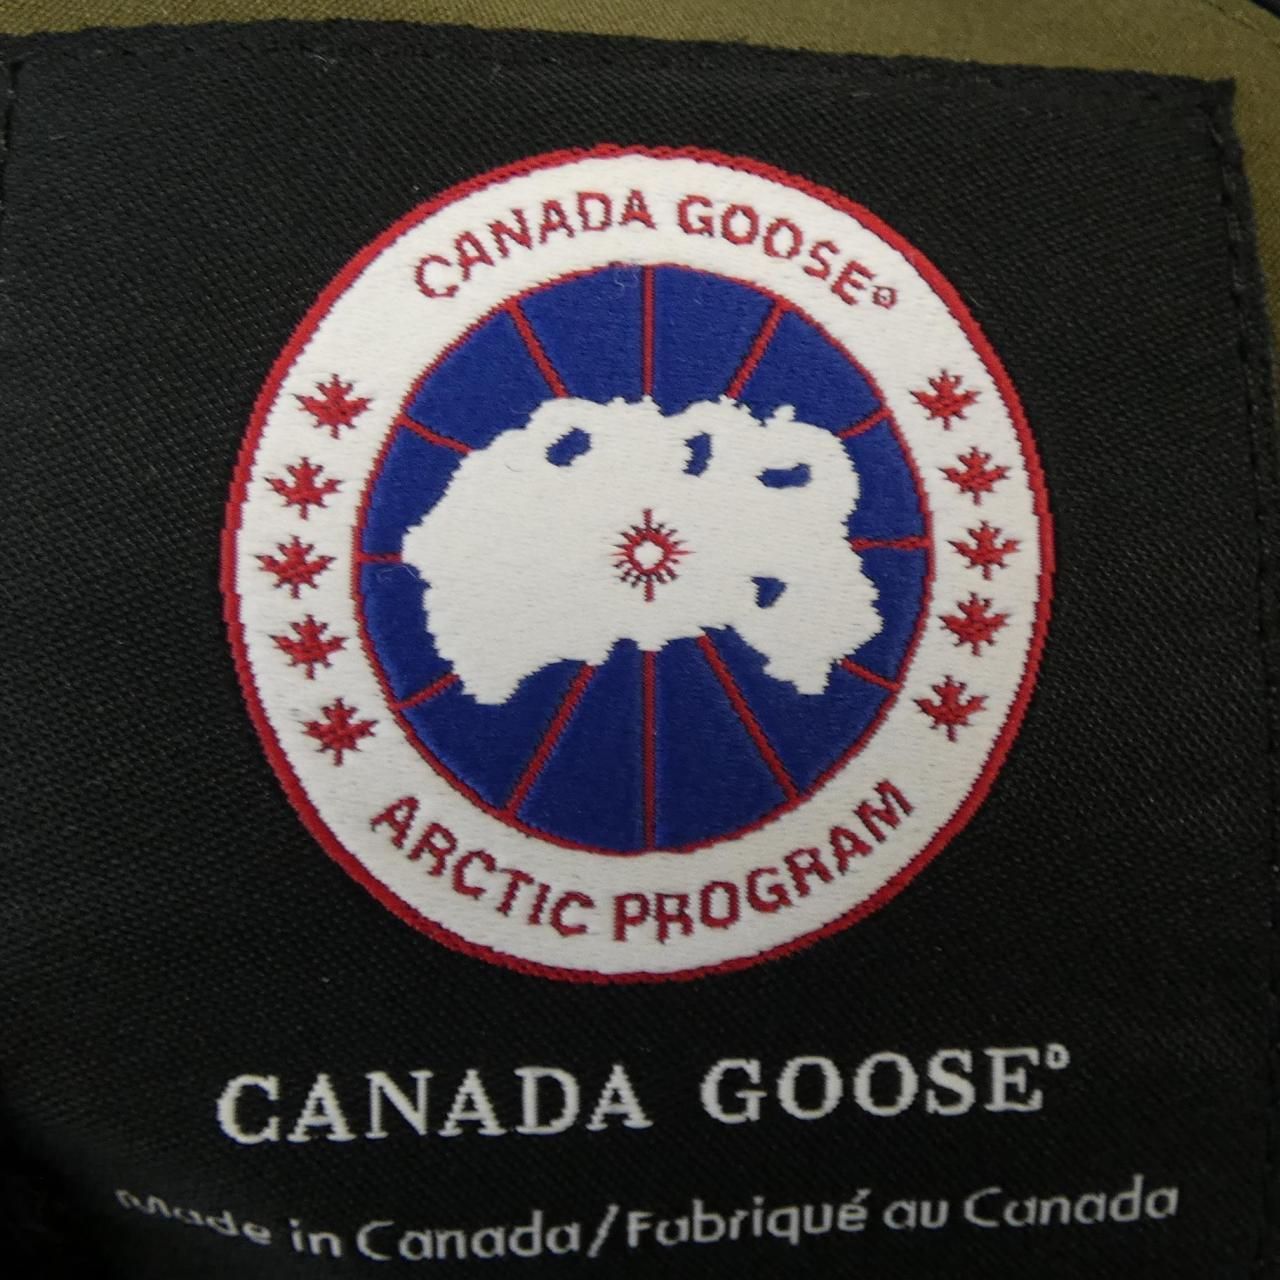 CANADA GOOSE®
ARCTIC PROGRAM
CANADA GOOSE®
Made in Canada/Fabriqué au Canada